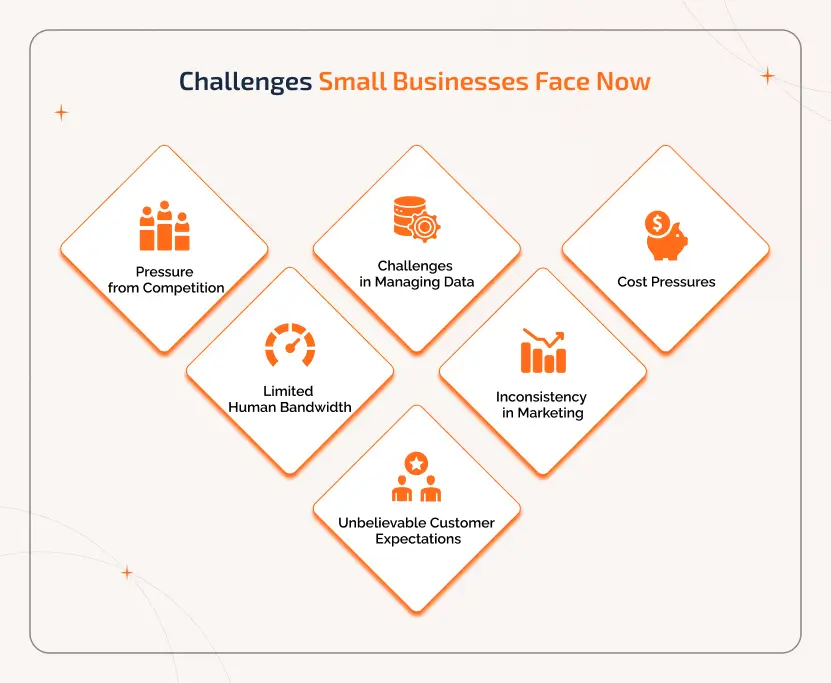 Challenges Small Businesses Face Now
Pressure
from Competition
Challenges
in Managing Data
Cost Pressures
Limited
Human Bandwidth
Inconsistency
in Marketing
Unbelievable Customer
Expectations